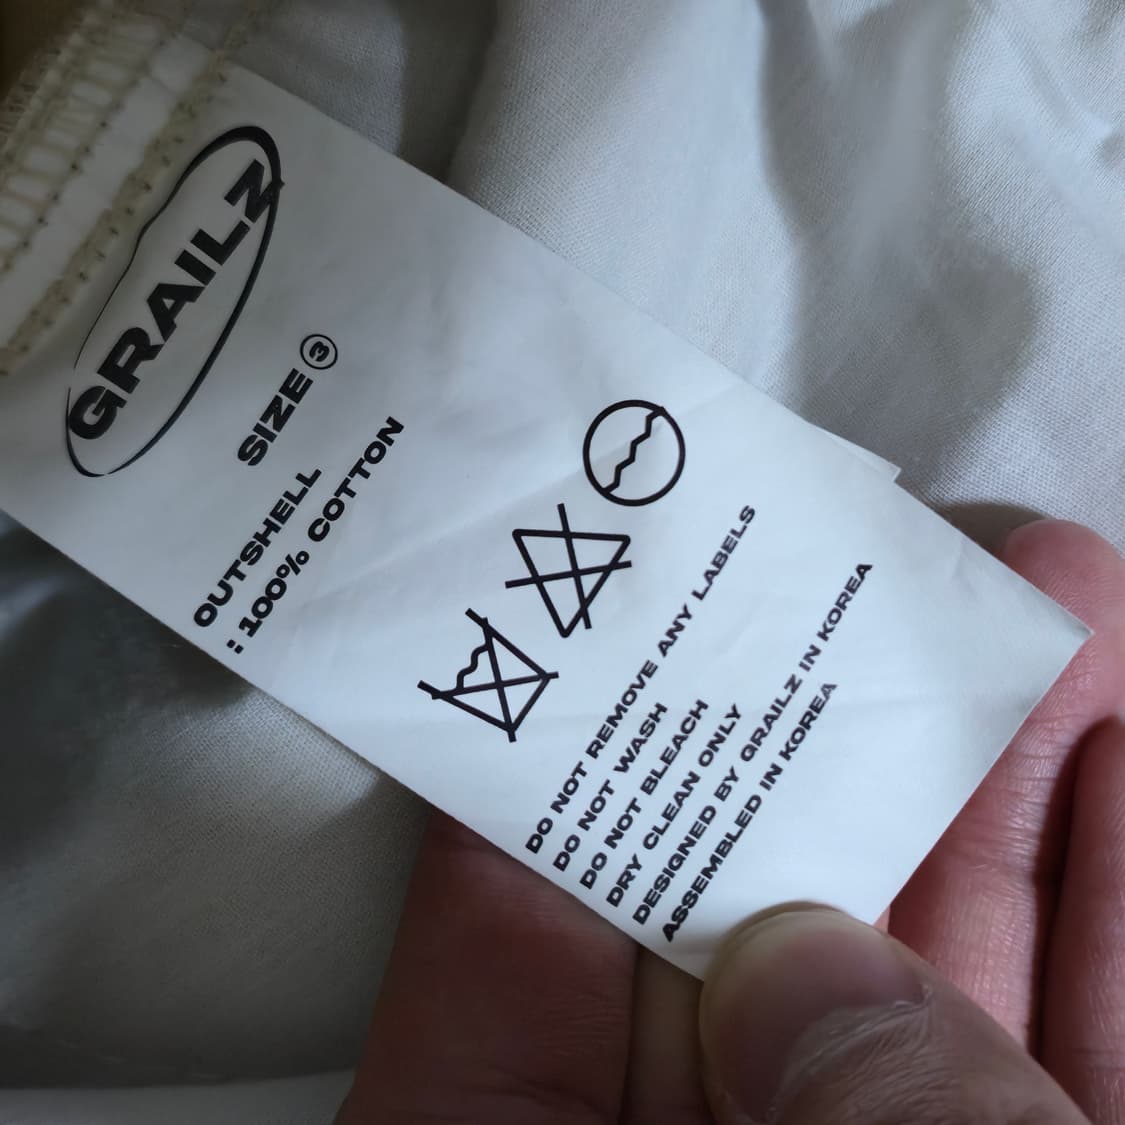 GRAILZ
SIZE 3
OUTSHELL
: 100% COTTON
DO NOT REMOVE ANY LABELS
DO NOT WASH
DO NOT BLEACH
DRY CLEAN ONLY
DESIGNED BY GRAILZ IN KOREA
ASSEMBLED IN KOREA